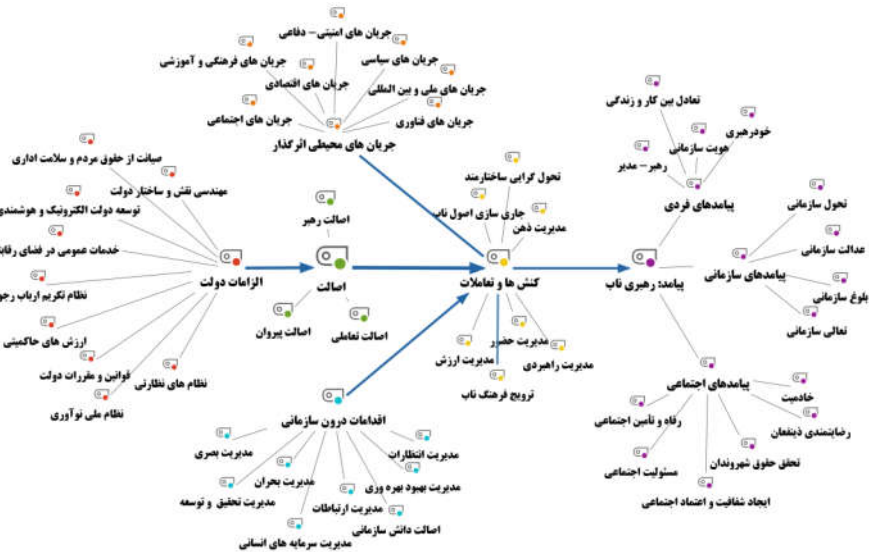 جریان های امنیتی- دفاعی
جریان های فرهنگی و آموزشی
جریان های سیاسی
جریان های اقتصادی
جریان های ملی و بین المللی
جریان های اجتماعی
جریان های فناوری
جریان های محیطی اثرگذار
صیانت از حقوق مردم و سلامت اداری
مهندسی نقش و ساختار دولت
توسعه دولت الکترونیک و هوشمندی
خدمات عمومی در فضای
نظام تکریم ارباب
ارزش های حاکمیتی
قوانین و مقررات دولت
نظام های نظارتی
نظام ملی نوآوری
الزامات دولت
اصالت رهبر
اصالت
اصالت پیروان
اصالت تعاملی
تحول گرایی ساختارمند
جاری سازی اصول ناب
مدیریت ذهن
کنش ها و تعاملات
مدیریت حضور
مدیریت ارزش
مدیریت راهبردی
ترویج فرهنگ ناب
اقدامات درون سازمانی
مدیریت بصری
مدیریت انتظارات
مدیریت بحران
مدیریت بهبود بهره وری
مدیریت تحقیق و توسعه
مدیریت ارتباطات
اصالت دانش سازمانی
مدیریت سرمایه های انسانی
تعادل بین کار و زندگی
خودرهبری
هویت سازمانی
رهبر- مدیر
پیامدهای فردی
پیامد: رهبری ناب
تحول سازمانی
عدالت سازمانی
پیامدهای سازمانی
بلوغ سازمانی
تعالی سازمانی
پیامدهای اجتماعی
خادمیت
رفاه و تأمین اجتماعی
رضایتمندی ذینفعان
تحقق حقوق شهروندان
مسئولیت اجتماعی
ایجاد شفافیت و اعتماد اجتماعی